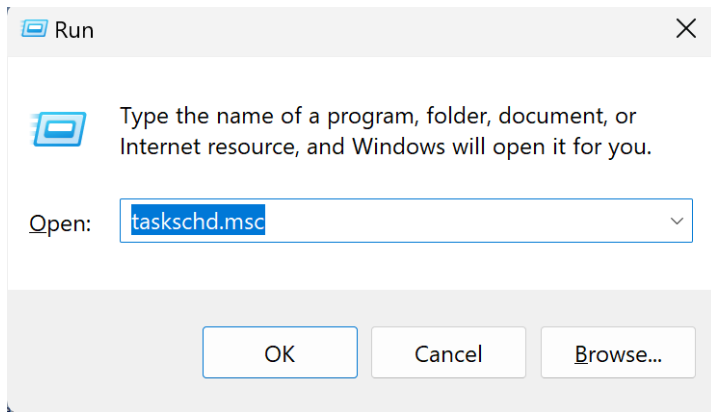 Run
Type the name of a program, folder, document, or
Internet resource, and Windows will open it for you.
Open: taskschd.msc
OK Cancel Browse...